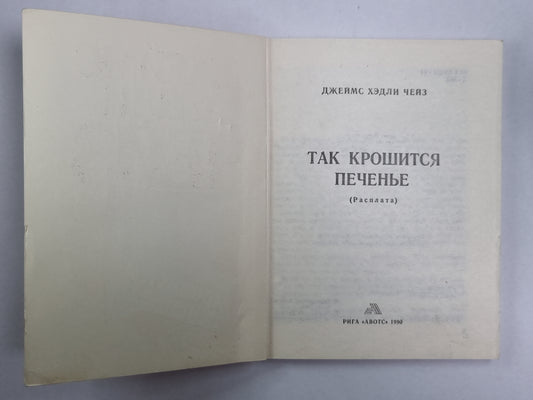 ДЖЕЙМС ХЭДЛИ ЧЕЙЗ
ТАК КРОШИТСЯ
ПЕЧЕНЬЕ
(Расплата)
РИГА «АВОТС» 1990